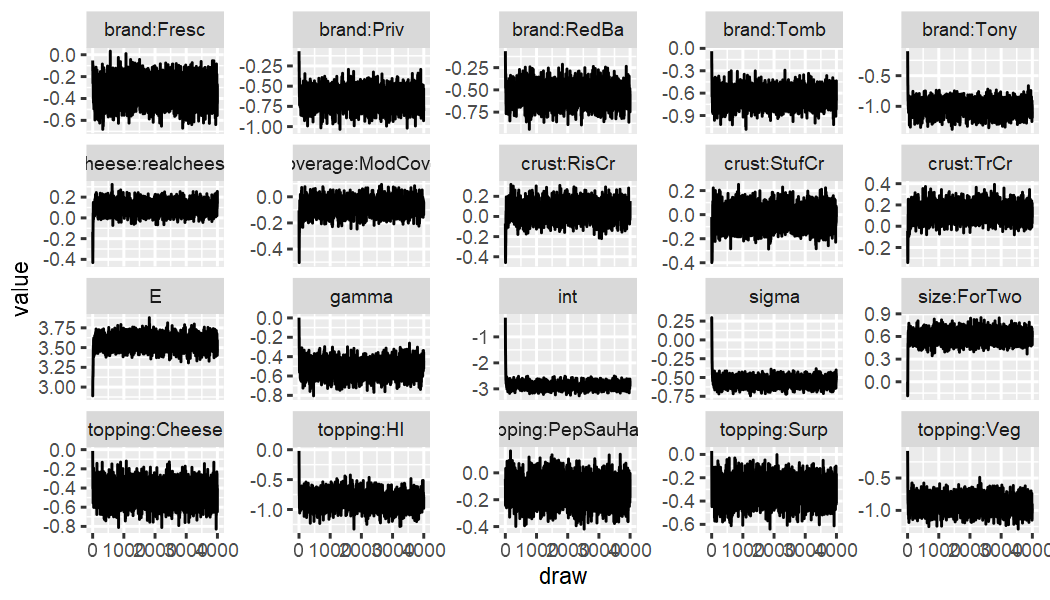 brand:Fresc brand:Priv brand:RedBa brand:Tomb brand:Tony
0.0 -0.2 -0.4 -0.6
-0.25 -0.50 -0.75 -1.00
-0.25 -0.50 -0.75
0.0 -0.3 -0.6 -0.9
-0.5 -1.0
heese:realchees overage:ModCov crust:RisCr crust:StufCr crust:TrCr
0.2 0.0 -0.2 -0.4
0.0 -0.2 -0.4
0.2 0.0 -0.2 -0.4
0.2 0.0 -0.2 -0.4
0.4 0.2 0.0 -0.2
value
E gamma int sigma size:ForTwo
3.75 3.50 3.25 3.00
0.0 -0.2 -0.4 -0.6 -0.8
-1 -2 -3
0.25 0.00 -0.25 -0.50 -0.75
0.9 0.6 0.3 0.0
topping:Cheese topping:HI pping:PepSauHa topping:Surp topping:Veg
0.0 -0.2 -0.4 -0.6 -0.8
0.0 -0.5 -1.0
0.0 -0.2 -0.4
0.0 -0.2 -0.4 -0.6
-0.5 -1.0
0 1000 2000 3000 4000 0 1000 2000 3000 4000 0 1000 2000 3000 4000 0 1000 2000 3000 4000 0 1000 2000 3000 4000
draw